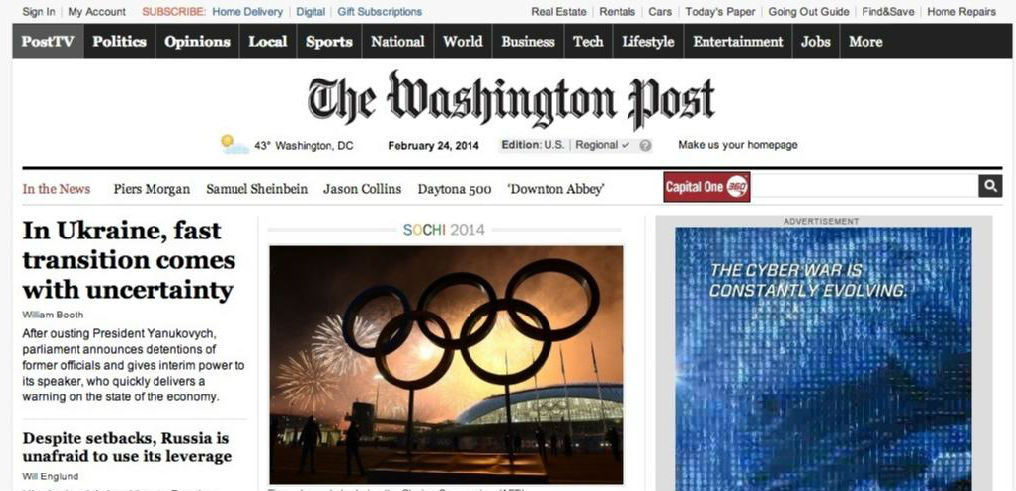 Sign In | My Account SUBSCRIBE: Home Delivery | Digital | Gift Subscriptions Real Estate | Rentals | Cars | Today's Paper | Going Out Guide | Find&Save | Home Repairs
PostTV Politics Opinions Local Sports National World Business Tech Lifestyle Entertainment Jobs More
The Washington Post
43° Washington, DC February 24, 2014 Edition: U.S. | Regional ?  Make us your homepage
In the News Piers Morgan Samuel Sheinbein Jason Collins Daytona 500 'Downton Abbey' Capital One 360
In Ukraine, fast
transition comes
with uncertainty
William Booth
After ousting President Yanukovych,
parliament announces detentions of
former officials and gives interim power to
its speaker, who quickly delivers a
warning on the state of the economy.
Despite setbacks, Russia is
unafraid to use its leverage
Will Englund
SOCHI 2014
ADVERTISEMENT
THE CYBER WAR IS
CONSTANTLY EVOLVING.